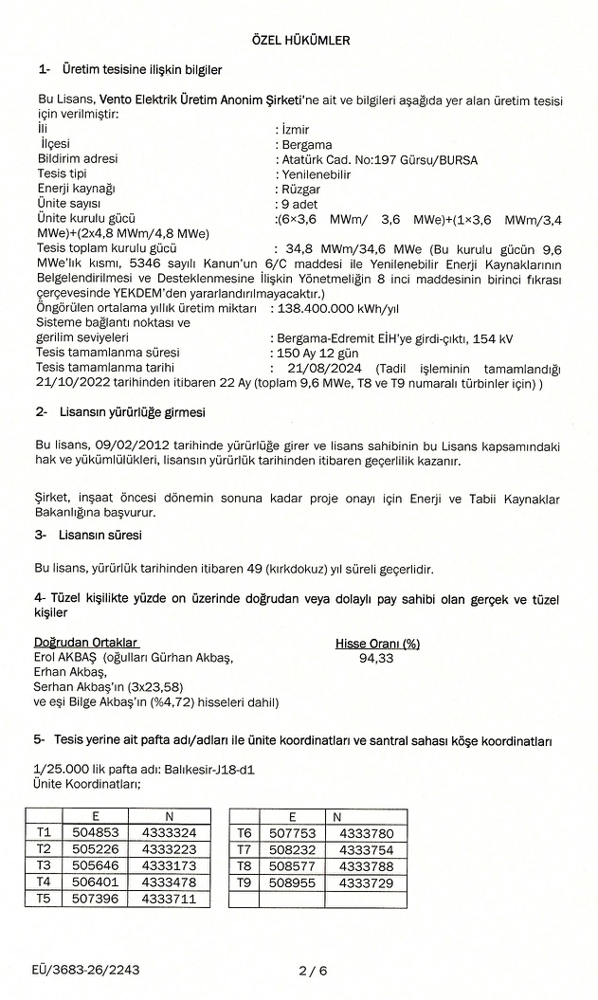 ÖZEL HÜKÜMLER
1- Üretim tesisine ilişkin bilgiler
Bu Lisans, Vento Elektrik Üretim Anonim Şirketi'ne ait ve bilgileri aşağıda yer alan üretim tesisi
için verilmiştir:
İli : İzmir
İlçesi : Bergama
Bildirim adresi : Atatürk Cad. No:197 Gürsu/BURSA
Tesis tipi : Yenilenebilir
Enerji kaynağı : Rüzgar
Ünite sayısı : 9 adet
Ünite kurulu gücü :(6×3,6 MWm/ 3,6 MWe)+(1×3,6 MWm/3,4
MWe)+(2x4,8 MWm/4,8 MWe)
Tesis toplam kurulu gücü : 34,8 MWm/34,6 MWe (Bu kurulu gücün 9,6
MWe'lık kısmı, 5346 sayılı Kanun'un 6/C maddesi ile Yenilenebilir Enerji Kaynaklarının
Belgelendirilmesi ve Desteklenmesine İlişkin Yönetmeliğin 8 inci maddesinin birinci fıkrası
çerçevesinde YEKDEM'den yararlandırılmayacaktır.)
Öngörülen ortalama yıllık üretim miktarı : 138.400.000 kWh/yıl
Sisteme bağlantı noktası ve
gerilim seviyeleri : Bergama-Edremit EİH'ye girdi-çıktı, 154 kV
Tesis tamamlanma süresi : 150 Ay 12 gün
Tesis tamamlanma tarihi : 21/08/2024 (Tadil işleminin tamamlandığı
21/10/2022 tarihinden itibaren 22 Ay (toplam 9,6 MWe, T8 ve T9 numaralı türbinler için) )
2- Lisansın yürürlüğe girmesi
Bu lisans, 09/02/2012 tarihinde yürürlüğe girer ve lisans sahibinin bu Lisans kapsamındaki
hak ve yükümlülükleri, lisansın yürürlük tarihinden itibaren geçerlilik kazanır.
Şirket, inşaat öncesi dönemin sonuna kadar proje onayı için Enerji ve Tabii Kaynaklar
Bakanlığına başvurur.
3- Lisansın süresi
Bu lisans, yürürlük tarihinden itibaren 49 (kırkdokuz) yıl süreli geçerlidir.
4- Tüzel kişilikte yüzde on üzerinde doğrudan veya dolaylı pay sahibi olan gerçek ve tüzel
kişiler
Doğrudan Ortaklar Hisse Oranı (%)
Erol AKBAŞ (oğulları Gürhan Akbaş, 94,33
Erhan Akbaş,
Serhan Akbaş'ın (3x23,58)
ve eşi Bilge Akbaş'ın (%4,72) hisseleri dahil)
5- Tesis yerine ait pafta adı/adları ile ünite koordinatları ve santral sahası köşe koordinatları
1/25.000 lik pafta adı: Balıkesir-J18-d1
Ünite Koordinatları;
E N E N
T1 504853 4333324 T6 507753 4333780
T2 505226 4333223 T7 508232 4333754
T3 505646 4333173 T8 508577 4333788
T4 506401 4333478 T9 508955 4333729
T5 507396 4333711
EÜ/3683-26/2243 2 / 6